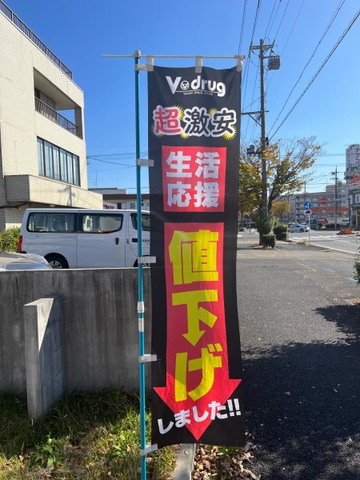 V・drug
超激安
生活
応援
値下げ
しました!!